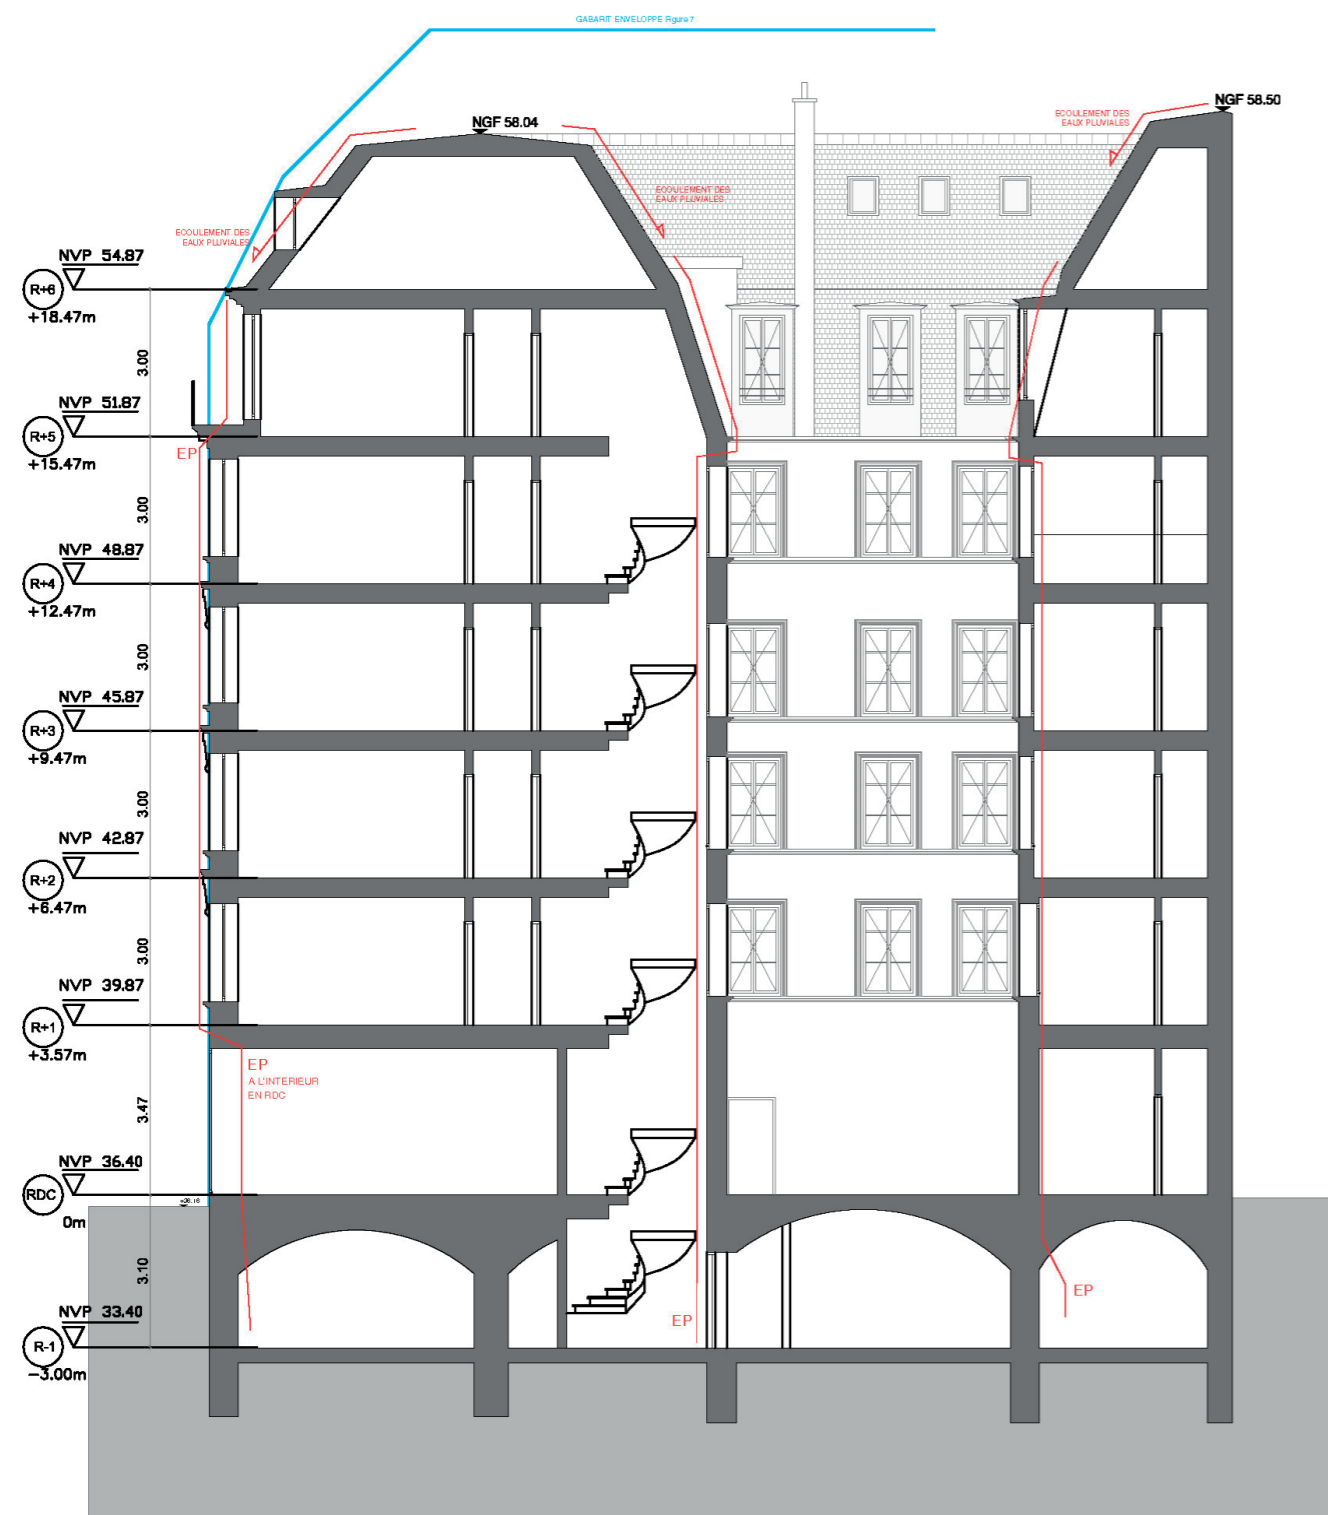 GABARIT ENVELOPPE Figure 7
NGF 58.50
ECOULEMENT DES
EAUX PLUVIALES
NGF 58.04
ECOULEMENT DES
EAUX PLUVIALES
ECOULEMENT DES
EAUX PLUVIALES
NVP 54.87
R+6
+18.47m
3.00
NVP 51.87
R+5
+15.47m
EP
3.00
NVP 48.87
R+4
+12.47m
3.00
NVP 45.87
R+3
+9.47m
3.00
NVP 42.87
R+2
+6.47m
3.00
NVP 39.87
R+1
+3.57m
EP
A L'INTERIEUR
EN RDC
3.47
NVP 36.40
RDC
+36.16
0m
3.10
EP
NVP 33.40
EP
R-1
-3.00m